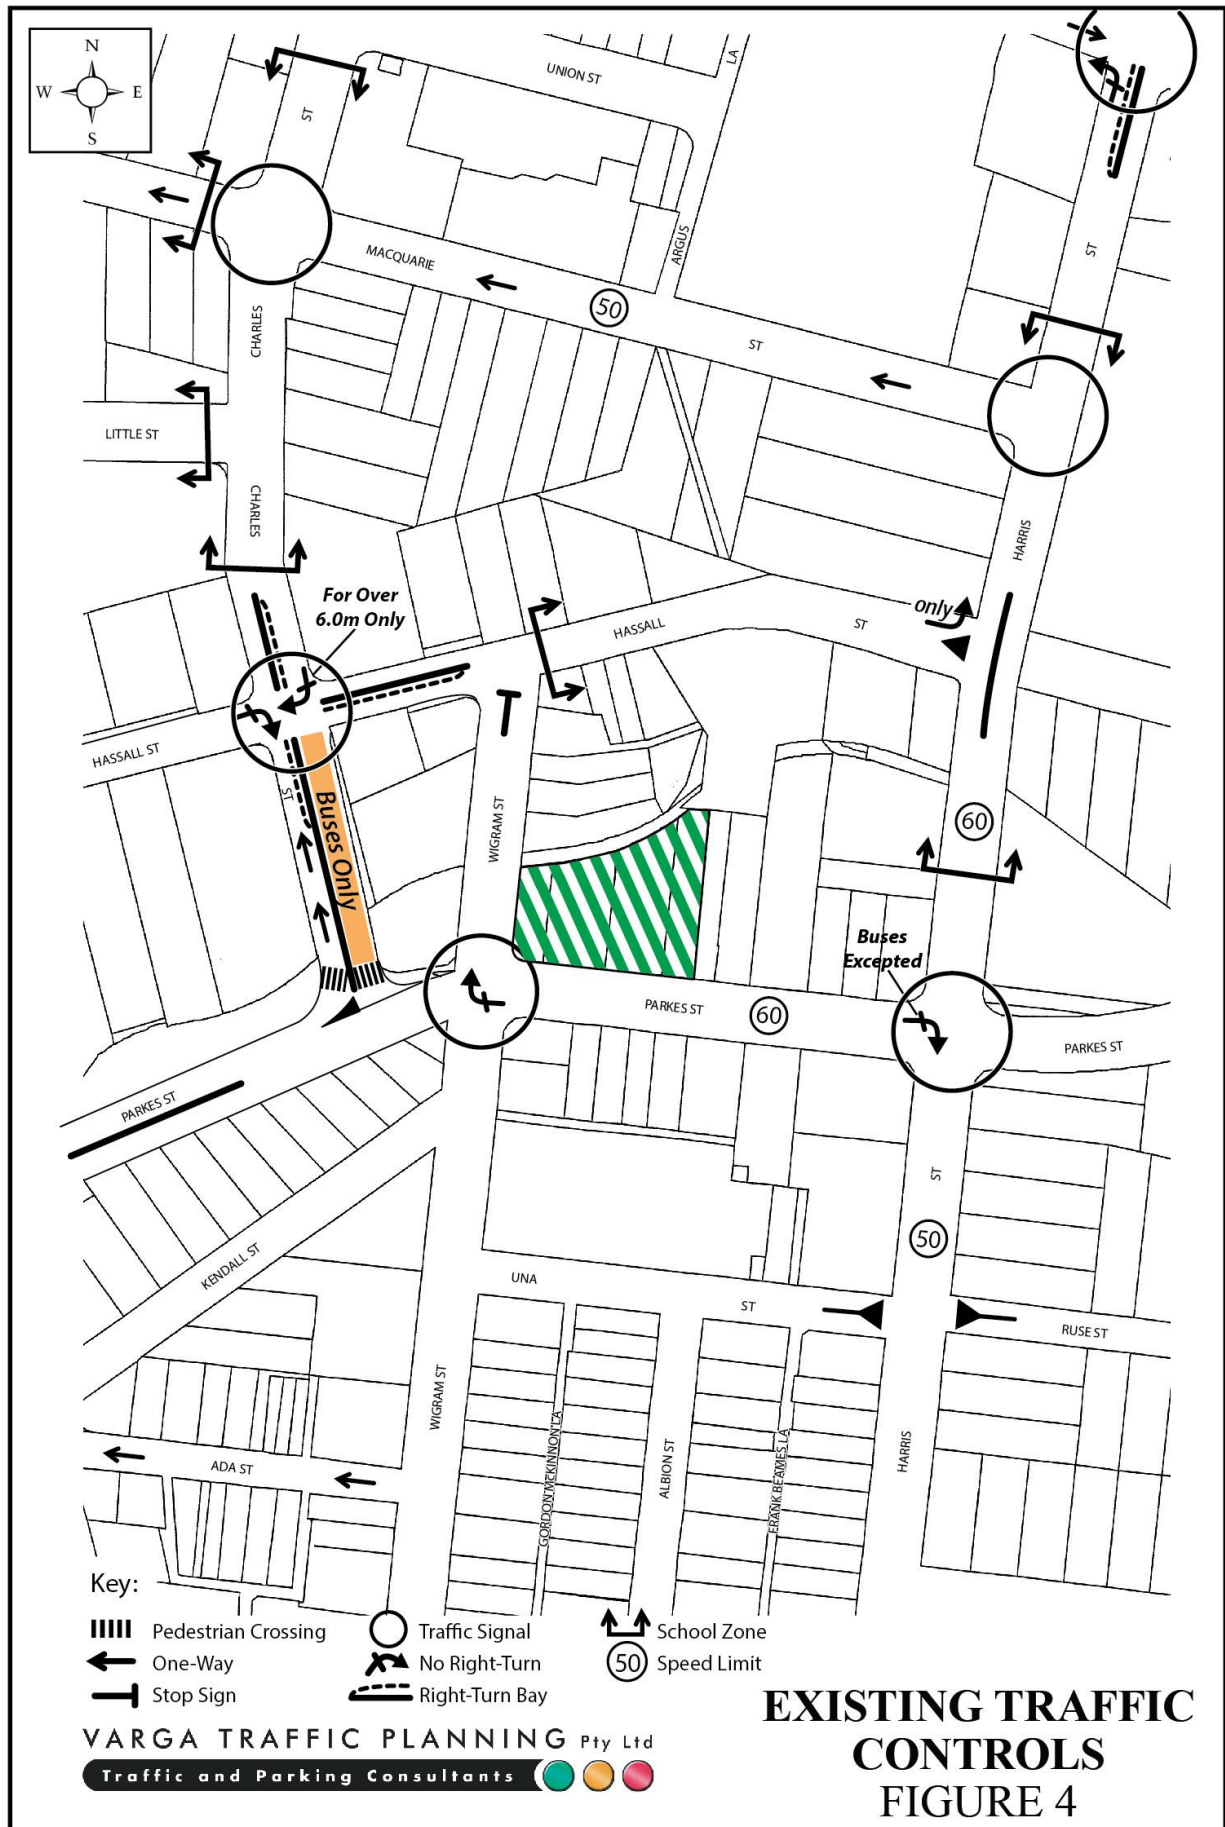 N
W E
S
UNION ST
LA
ST
ARGUS
ST
MACQUARIE
50
ST
CHARLES
LITTLE ST
CHARLES
HARRIS
For Over
6.0m Only
only
HASSALL
ST
HASSALL ST
ST
Buses Only
WIGRAM ST
60
Buses
Excepted
PARKES ST
60
PARKES ST
PARKES ST
ST
50
KENDALL ST
UNA
ST
RUSE ST
WIGRAM ST
GORDON MCKINNON LA
ALBION ST
FRANK BEAMES LA
HARRIS
ADA ST
Key:
Pedestrian Crossing
Traffic Signal
School Zone
One-Way
No Right-Turn
50 Speed Limit
Stop Sign
Right-Turn Bay
VARGA TRAFFIC PLANNING Pty Ltd
Traffic and Parking Consultants
EXISTING TRAFFIC
CONTROLS
FIGURE 4